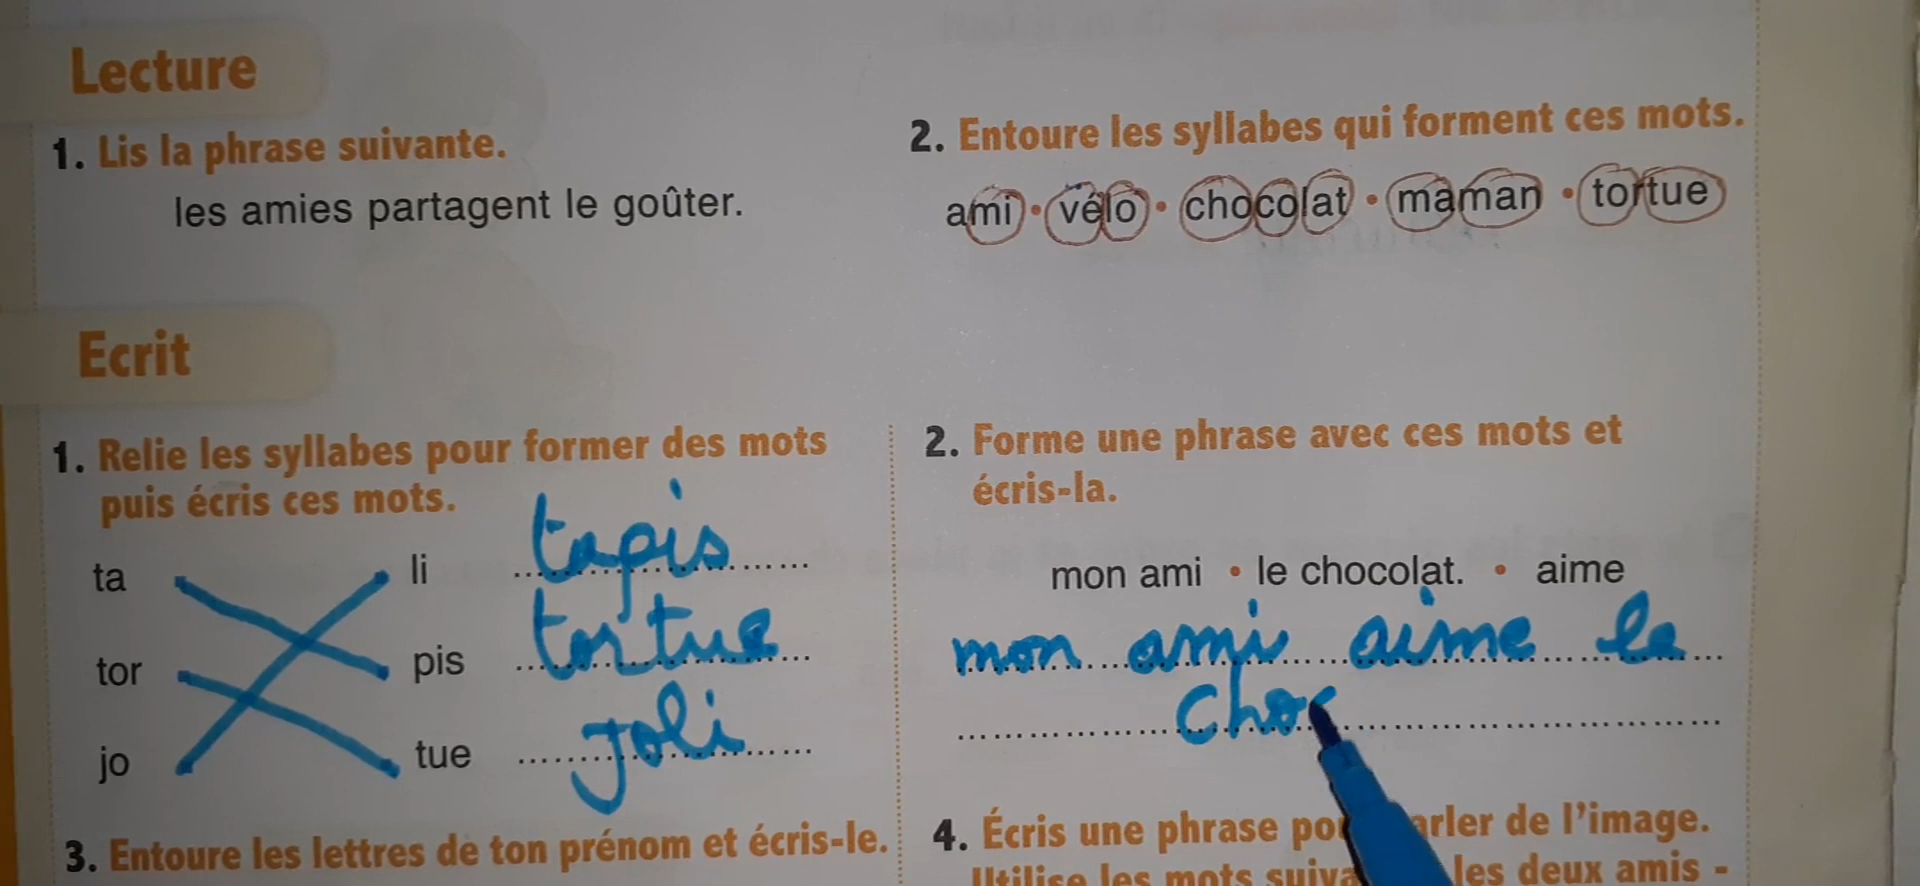 Lecture
1. Lis la phrase suivante.
les amies partagent le goûter.
2. Entoure les syllabes qui forment ces mots.
ami • vélo • chocolat • maman • tortue
Ecrit
1. Relie les syllabes pour former des mots
puis écris ces mots.
ta li tapis
tor pis tortue
jo tue joli
2. Forme une phrase avec ces mots et
écris-la.
mon ami • le chocolat. • aime
mon ami aime le
choc
3. Entoure les lettres de ton prénom et écris-le.
4. Écris une phrase de l'image.
Utilise les mots les deux amis -